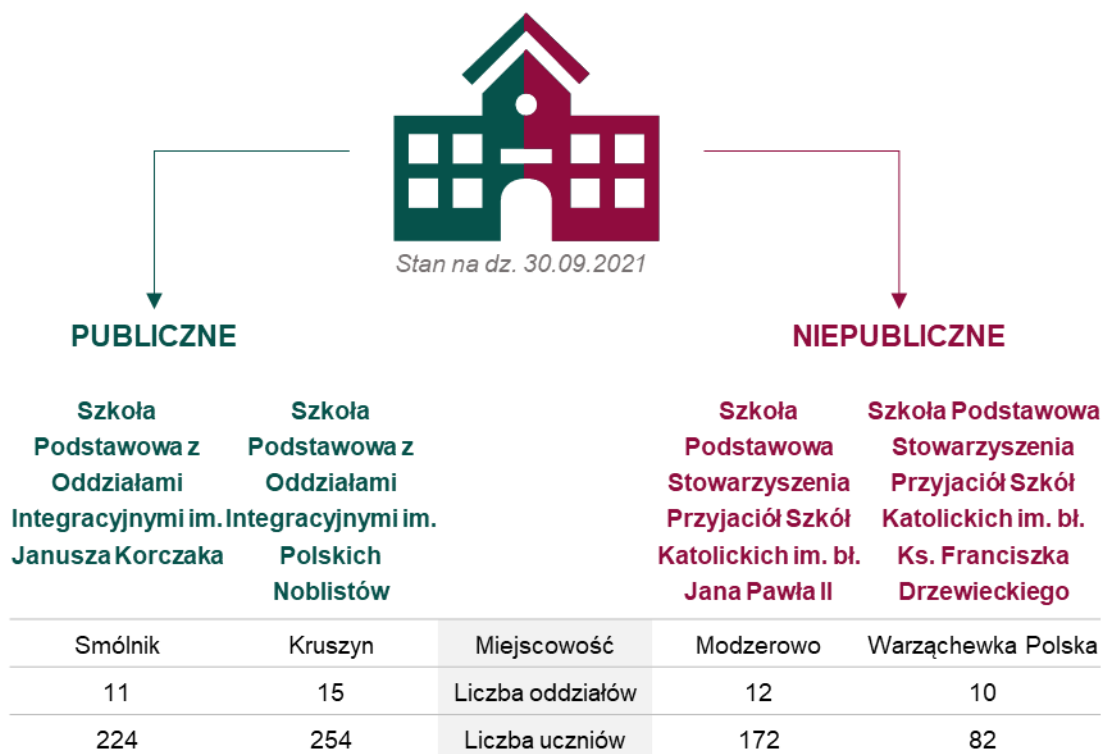 Stan na dz. 30.09.2021
PUBLICZNE
NIEPUBLICZNE
Szkoła
Podstawowa z
Oddziałami
Integracyjnymi im.
Janusza Korczaka
Szkoła
Podstawowa z
Oddziałami
Integracyjnymi im.
Polskich
Noblistów
Szkoła
Podstawowa
Stowarzyszenia
Przyjaciół Szkół
Katolickich im. bł.
Jana Pawła II
Szkoła Podstawowa
Stowarzyszenia
Przyjaciół Szkół
Katolickich im. bł.
Ks. Franciszka
Drzewieckiego
Smólnik Kruszyn Miejscowość Modzerowo Warząchewka Polska
11 15 Liczba oddziałów 12 10
224 254 Liczba uczniów 172 82